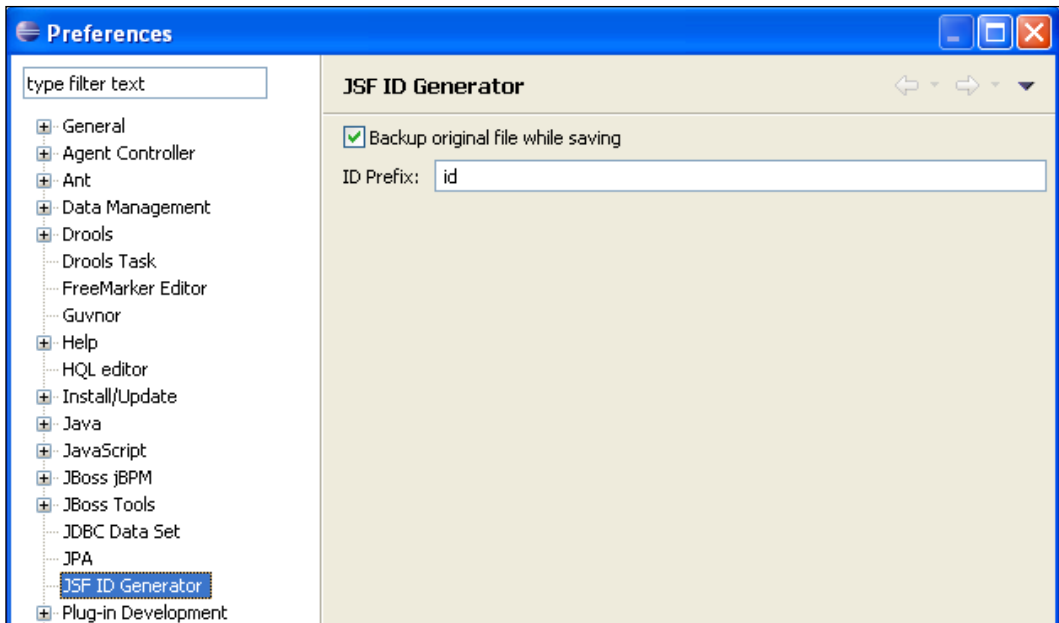 Preferences
type filter text
General
Agent Controller
Ant
Data Management
Drools
Drools Task
FreeMarker Editor
Guvnor
Help
HQL editor
Install/Update
Java
JavaScript
JBoss jBPM
JBoss Tools
JDBC Data Set
JPA
JSF ID Generator
Plug-in Development
JSF ID Generator
Backup original file while saving
ID Prefix: id